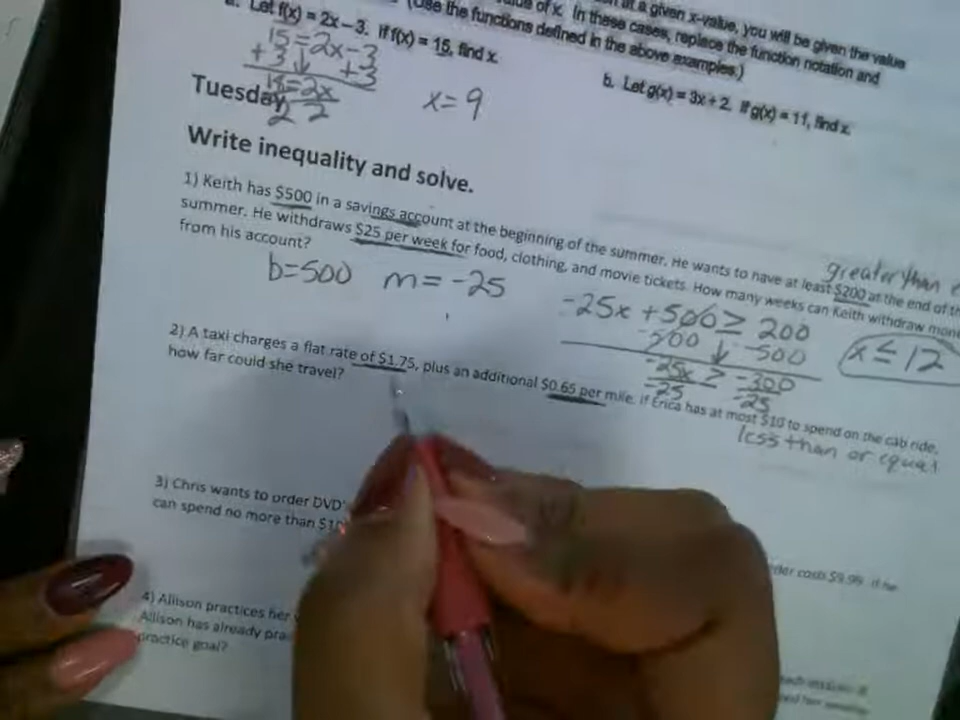 at a given x-value, you will be given the value
value of x. In these cases, replace the function notation and
(Use the functions defined in the above examples.)
a. Let f(x) = 2x – 3. If f(x) = 15, find x.
b. Let g(x) = 3x + 2. If g(x) = 11, find x.
15 = 2x - 3
+ 3 ↓ + 3
18 = 2x
2 2
x = 9
Tuesday
Write inequality and solve.
1) Keith has $500 in a savings account at the beginning of the summer. He wants to have at least $200 at the end of the
summer. He withdraws $25 per week for food, clothing, and movie tickets. How many weeks can Keith withdraw
from his account?
greater than
b=500 m = -25
-25x + 500 ≥ 200
-500 ↓ -500
-25x ≥ -300
-25 -25
x ≤ 12
2) A taxi charges a flat rate of $1.75, plus an additional $0.65 per mile. If Erica has at most $10 to spend on the cab ride,
how far could she travel?
less than or equal
3) Chris wants to order DVD'
can spend no more than
costs $9.99 If he
4) Allison practices her
Allison has already
practice goal?